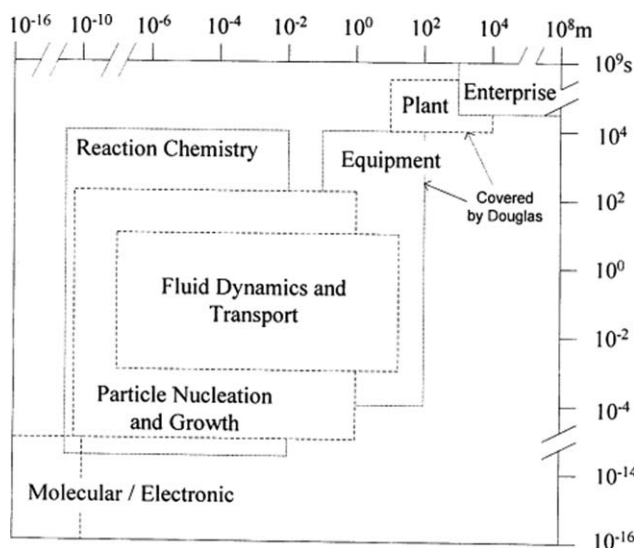 10-16 10-10 10-6 10-4 10-2 100 102 104 108m
109s
Enterprise
Plant
104
Reaction Chemistry
Equipment
Covered
by Douglas
102
Fluid Dynamics and
Transport
100
10-2
Particle Nucleation
and Growth
10-4
Molecular / Electronic
10-14
10-16